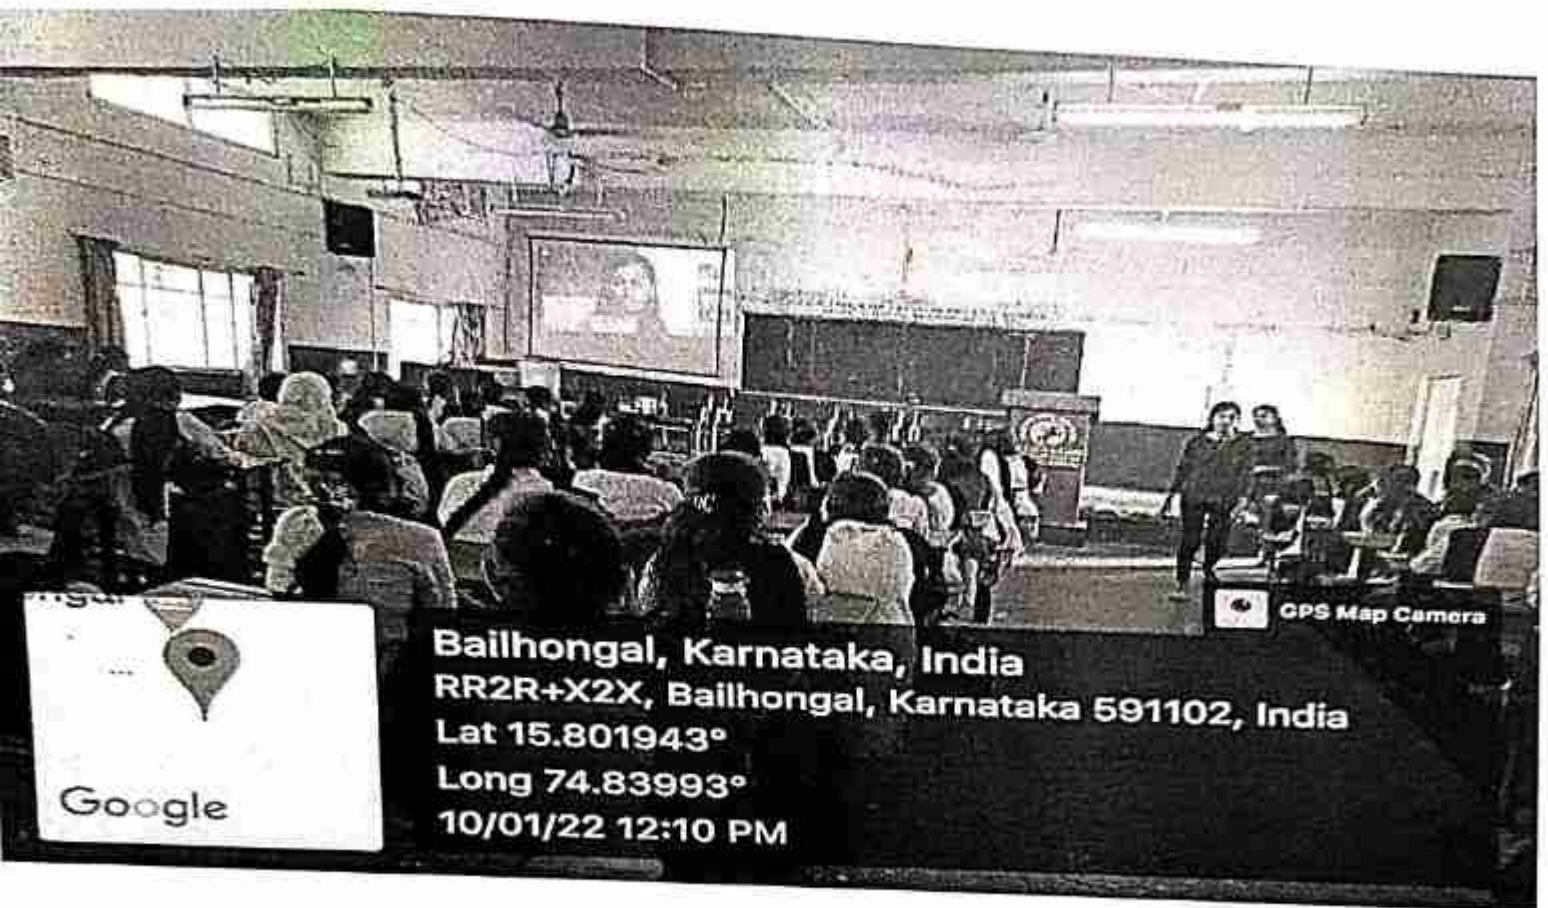 GPS Map Camera
Bailhongal, Karnataka, India
RR2R+X2X, Bailhongal, Karnataka 591102, India
Lat 15.801943°
Long 74.83993°
10/01/22 12:10 PM
Google